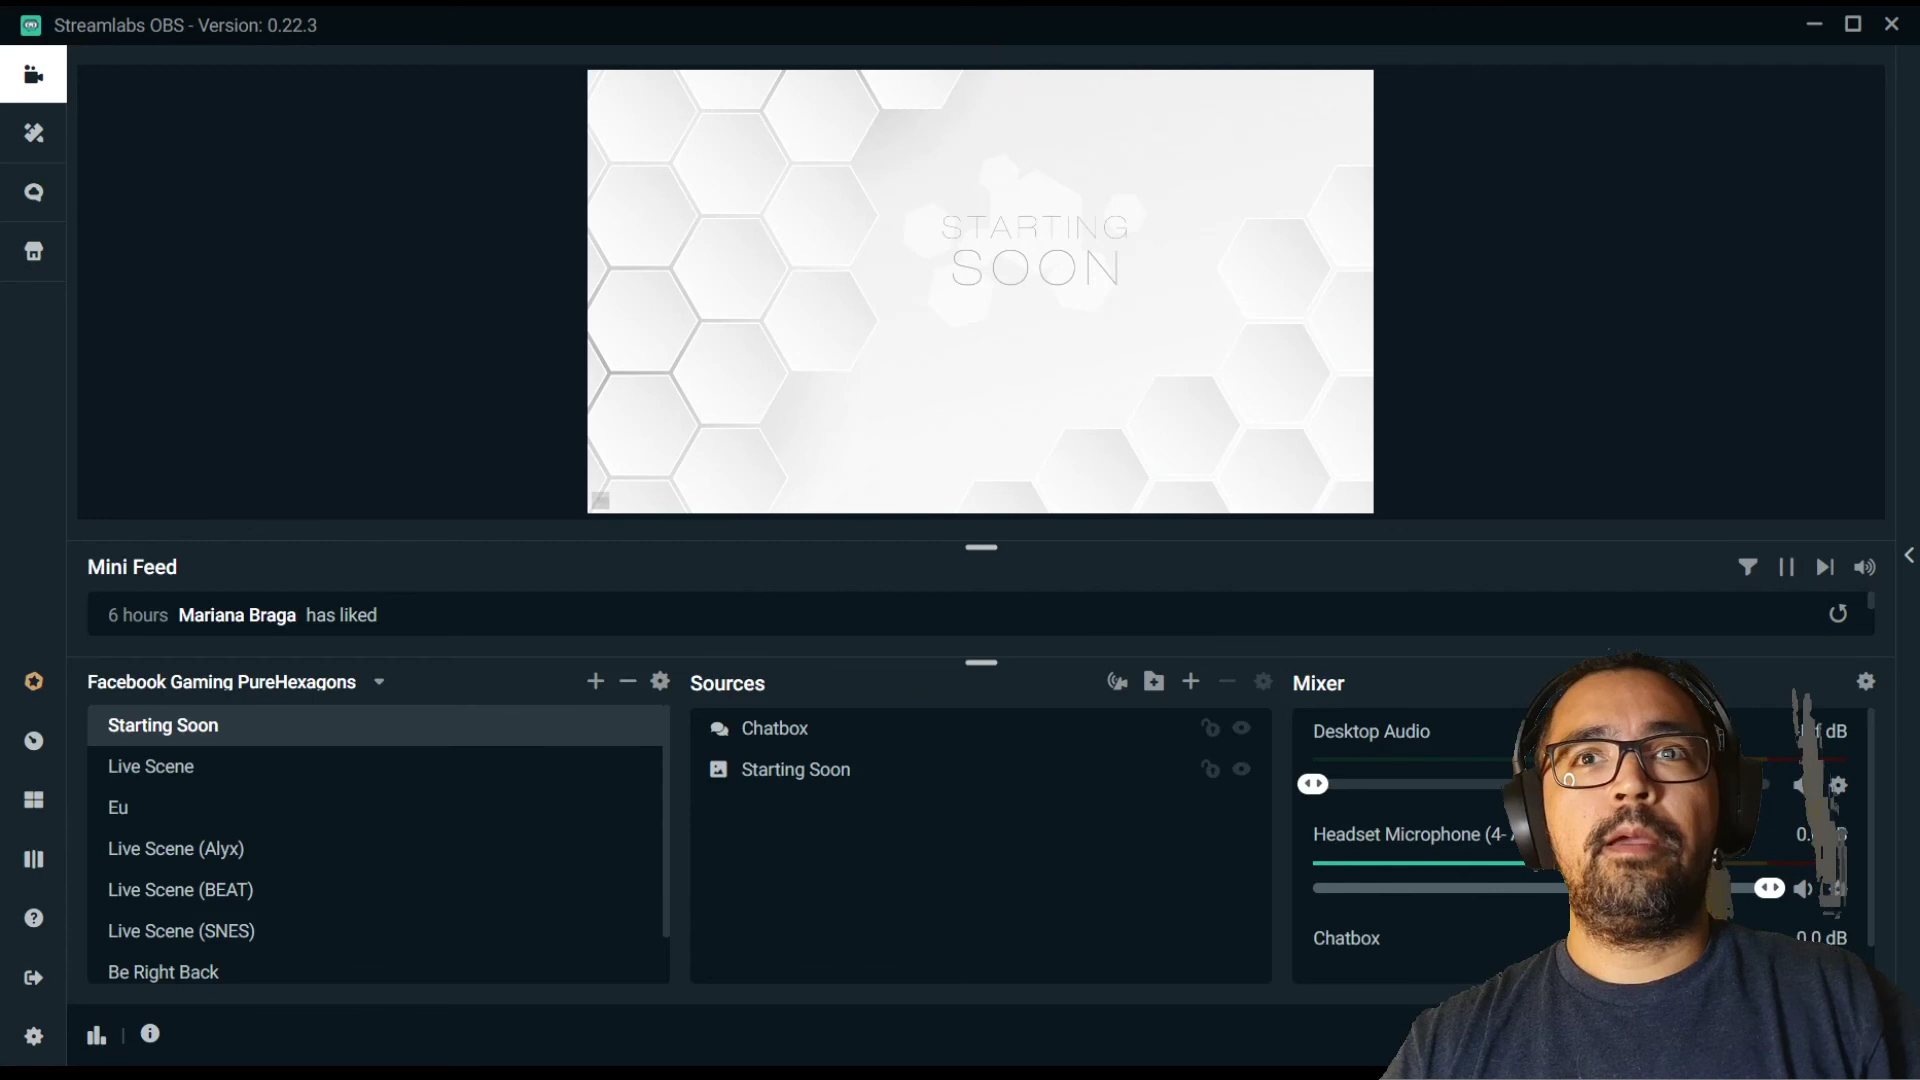 Streamlabs OBS - Version: 0.22.3
STARTING
SOON
Mini Feed
6 hours Mariana Braga has liked
Facebook Gaming PureHexagons
Starting Soon
Live Scene
Eu
Live Scene (Alyx)
Live Scene (BEAT)
Live Scene (SNES)
Be Right Back
Sources
Chatbox
Starting Soon
Mixer
Desktop Audio
dB
Headset Microphone (4-
Chatbox
0.0 dB